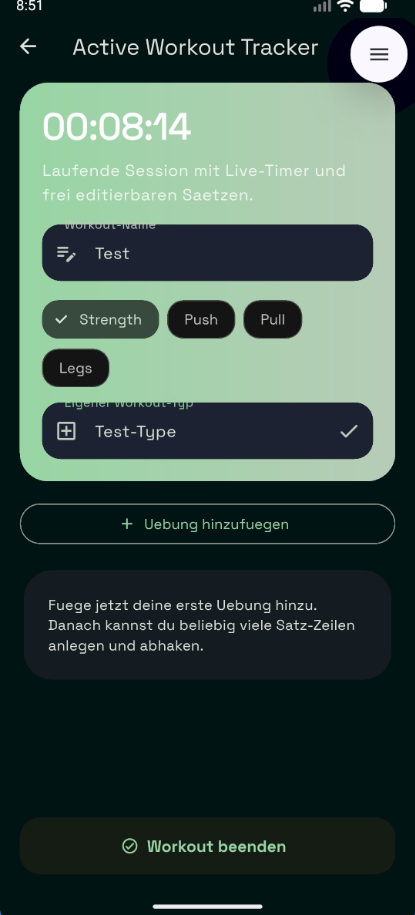 8:51
Active Workout Tracker
00:08:14
Laufende Session mit Live-Timer und
frei editierbaren Saetzen.
Workout-Name
Test
Strength
Push
Pull
Legs
Eigener Workout-Typ
Test-Type
Uebung hinzufuegen
Fuege jetzt deine erste Uebung hinzu.
Danach kannst du beliebig viele Satz-Zeilen
anlegen und abhaken.
Workout beenden